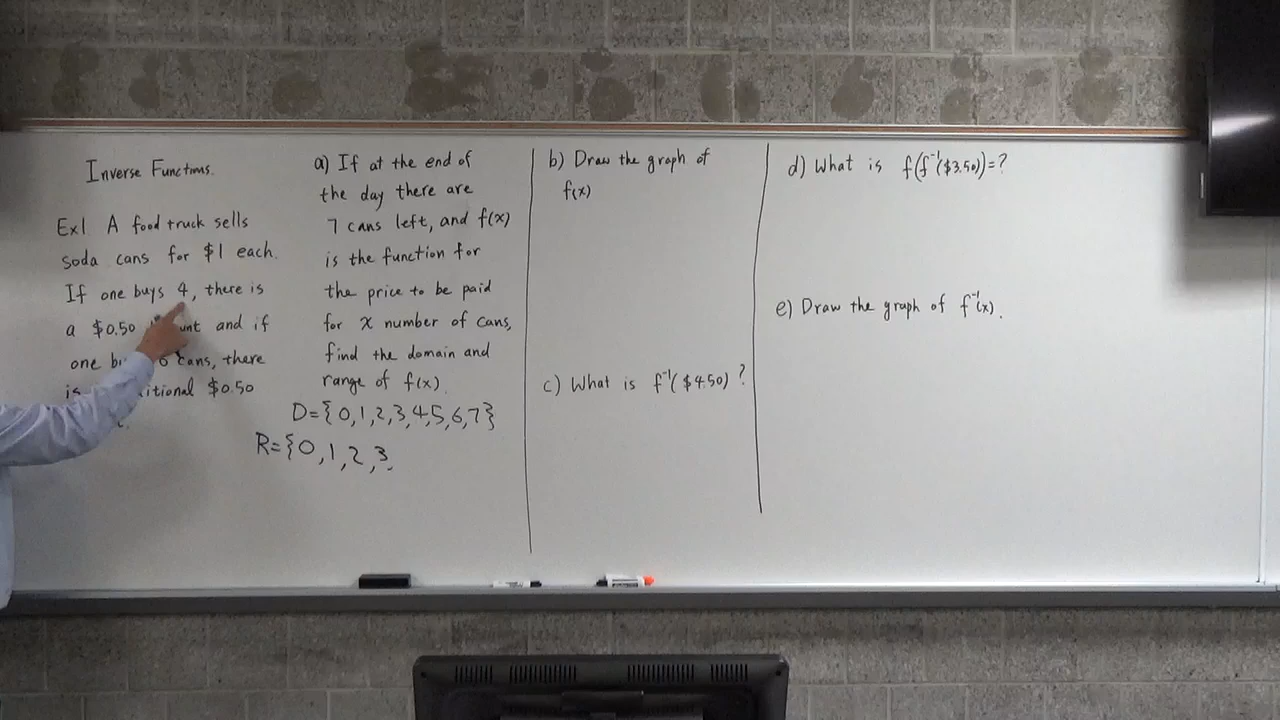 Inverse Functions.
Ex1 A food truck sells
soda cans for $1 each.
If one buys 4, there is
a $0.50 and if
one cans, there
$0.50
a) If at the end of
the day there are
7 cans left, and f(x)
is the function for
the price to be paid
for x number of cans,
find the domain and
range of f(x).
D={0,1,2,3,4,5,6,7}
R={0,1,2,3,
b) Draw the graph of
f(x)
c) What is f⁻¹($4.50)?
d) What is f(f⁻¹($3.50))=?
e) Draw the graph of f⁻¹(x).